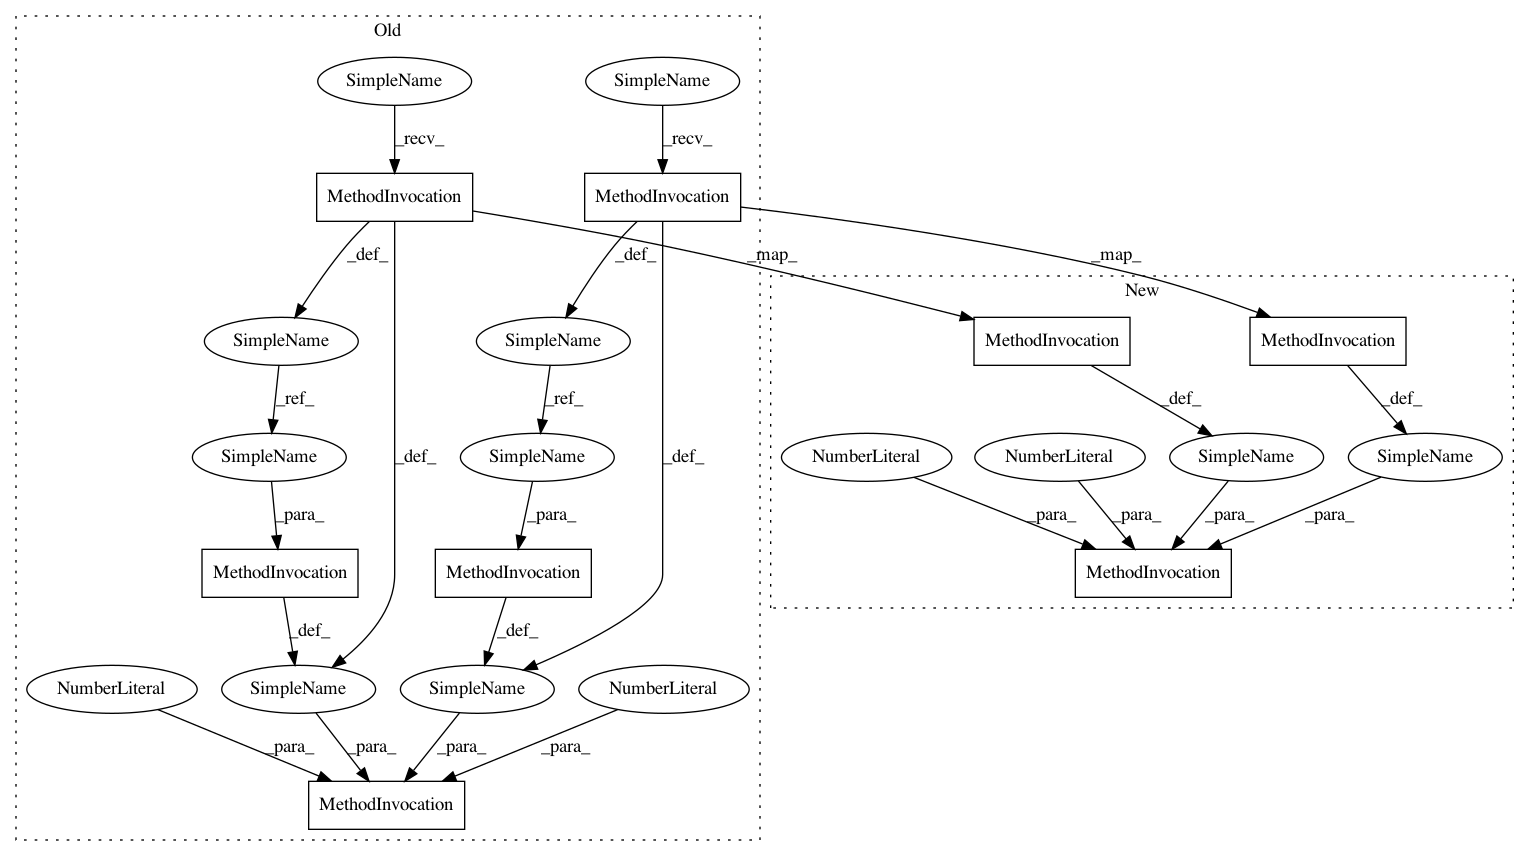 Old
SimpleName
SimpleName
_recv_
_recv_
MethodInvocation
MethodInvocation
_def_
_def_
_map_
_map_
New
SimpleName
SimpleName
MethodInvocation
MethodInvocation
_ref_
_ref_
_def_
_def_
SimpleName
_def_
SimpleName
_def_
NumberLiteral
NumberLiteral
SimpleName
SimpleName
_para_
_para_
_para_
_para_
_para_
_para_
MethodInvocation
MethodInvocation
MethodInvocation
_def_
_def_
NumberLiteral
SimpleName
SimpleName
NumberLiteral
_para_
_para_
_para_
_para_
MethodInvocation